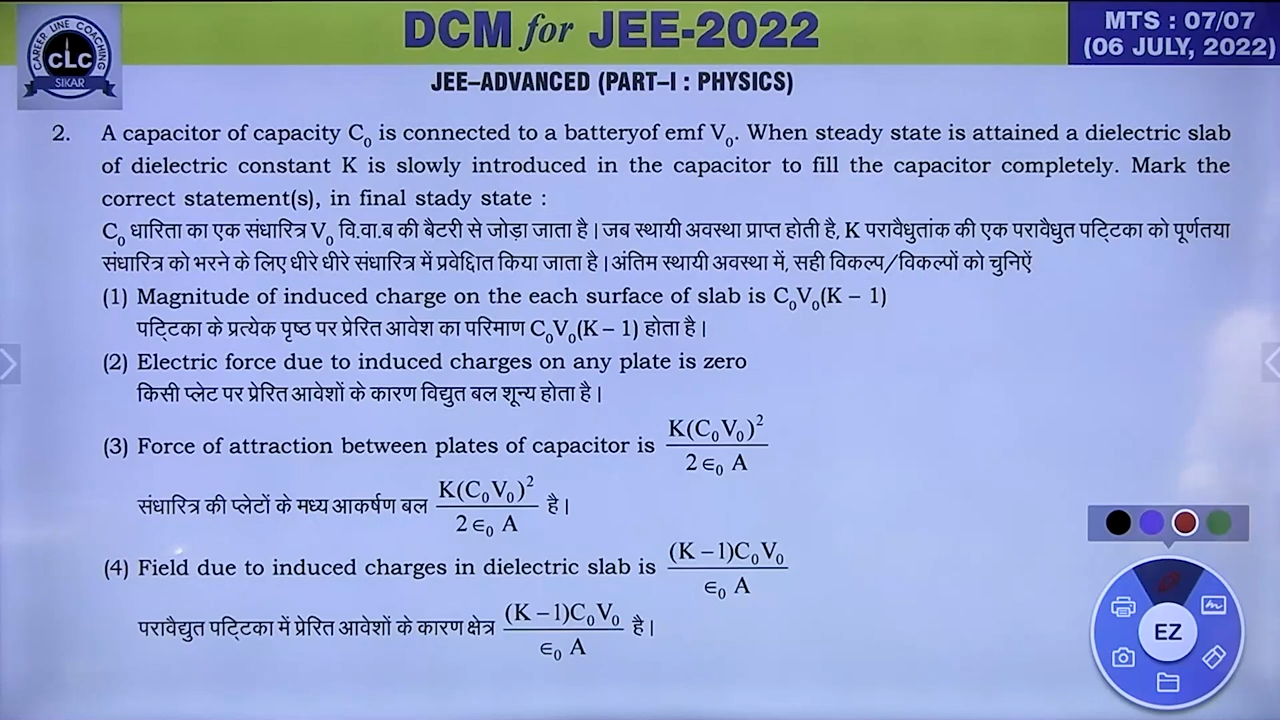 CAREER LINE COACHING
CLC
SIKAR
DCM for JEE-2022
MTS : 07/07
(06 JULY, 2022)
JEE–ADVANCED (PART–I : PHYSICS)
2. A capacitor of capacity C₀ is connected to a batteryof emf V₀. When steady state is attained a dielectric slab
of dielectric constant K is slowly introduced in the capacitor to fill the capacitor completely. Mark the
correct statement(s), in final stady state :
C₀ धारिता का एक संधारित्र V₀ वि.वा.ब की बैटरी से जोड़ा जाता है। जब स्थायी अवस्था प्राप्त होती है, K परावैधुतांक की एक परावैधुत पट्टिका को पूर्णतया
संधारित्र को भरने के लिए धीरे धीरे संधारित्र में प्रवेक्षित किया जाता है। अंतिम स्थायी अवस्था में, सही विकल्प/विकल्पों को चुनिऐं
(1) Magnitude of induced charge on the each surface of slab is C₀V₀(K – 1)
पट्टिका के प्रत्येक पृष्ठ पर प्रेरित आवेश का परिमाण C₀V₀(K – 1) होता है।
(2) Electric force due to induced charges on any plate is zero
किसी प्लेट पर प्रेरित आवेशों के कारण विद्युत बल शून्य होता है।
(3) Force of attraction between plates of capacitor is K(C₀V₀)² / 2∈₀ A
संधारित्र की प्लेटों के मध्य आकर्षण बल K(C₀V₀)² / 2∈₀ A है।
(4) Field due to induced charges in dielectric slab is (K – 1)C₀V₀ / ∈₀ A
परावैद्युत पट्टिका में प्रेरित आवेशों के कारण क्षेत्र (K – 1)C₀V₀ / ∈₀ A है।
EZ